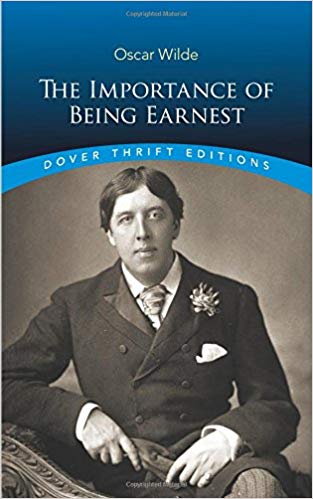 Oscar Wilde
THE IMPORTANCE OF
BEING EARNEST
DOVER THRIFT EDITIONS